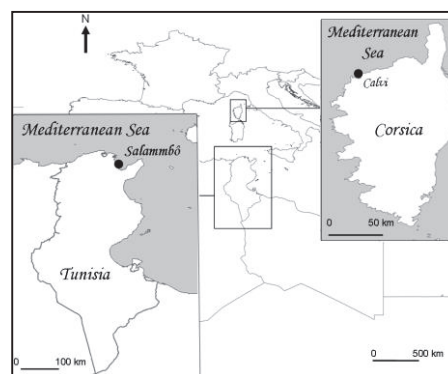 N
Mediterranean Sea
Salammbô
Tunisia
0 100 km
Mediterranean
Sea
Calvi
Corsica
0 50 km
0 500 km